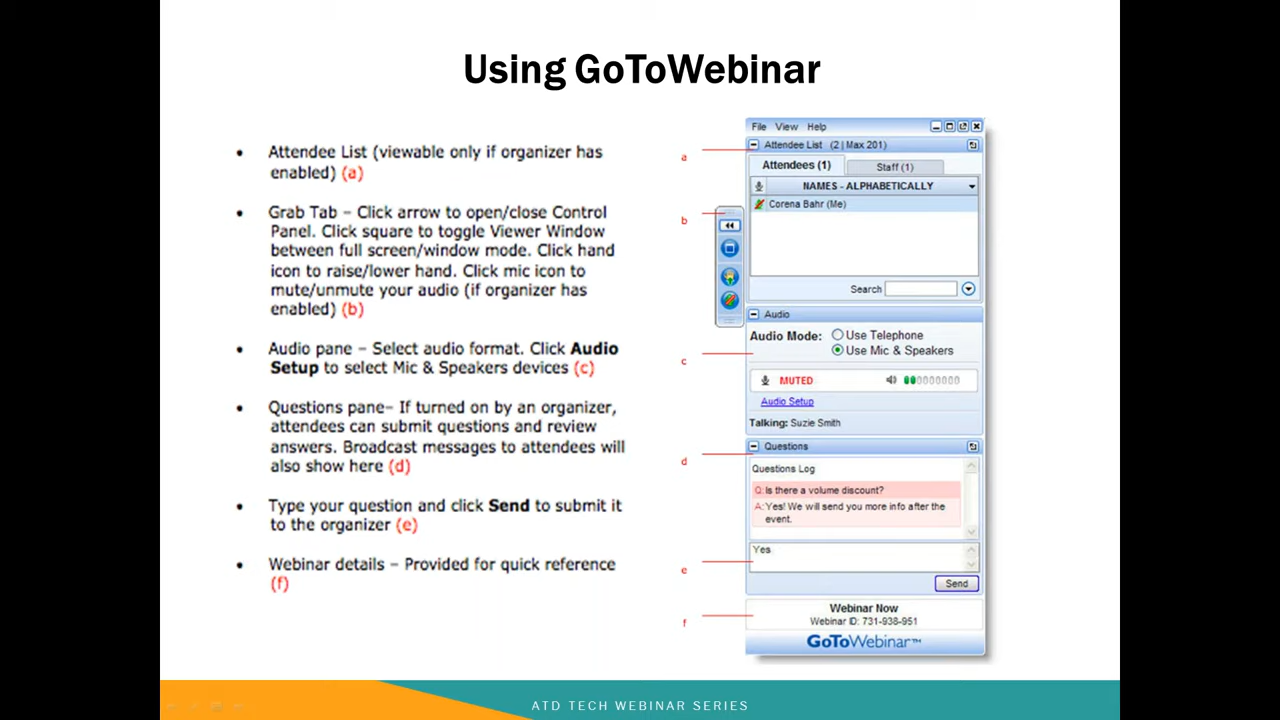 Using GoToWebinar
• Attendee List (viewable only if organizer has
enabled) (a)
• Grab Tab – Click arrow to open/close Control
Panel. Click square to toggle Viewer Window
between full screen/window mode. Click hand
icon to raise/lower hand. Click mic icon to
mute/unmute your audio (if organizer has
enabled) (b)
• Audio pane – Select audio format. Click Audio
Setup to select Mic & Speakers devices (c)
• Questions pane– If turned on by an organizer,
attendees can submit questions and review
answers. Broadcast messages to attendees will
also show here (d)
• Type your question and click Send to submit it
to the organizer (e)
• Webinar details – Provided for quick reference
(f)
a
b
c
d
e
f
File View Help
Attendee List (2 | Max 201)
Attendees (1) Staff (1)
NAMES - ALPHABETICALLY
Corena Bahr (Me)
Search
Audio
Audio Mode: Use Telephone
Use Mic & Speakers
MUTED
Audio Setup
Talking: Suzie Smith
Questions
Questions Log
Q: Is there a volume discount?
A: Yes! We will send you more info after the
event.
Yes
Send
Webinar Now
Webinar ID: 731-938-951
GoToWebinar™
ATD TECH WEBINAR SERIES